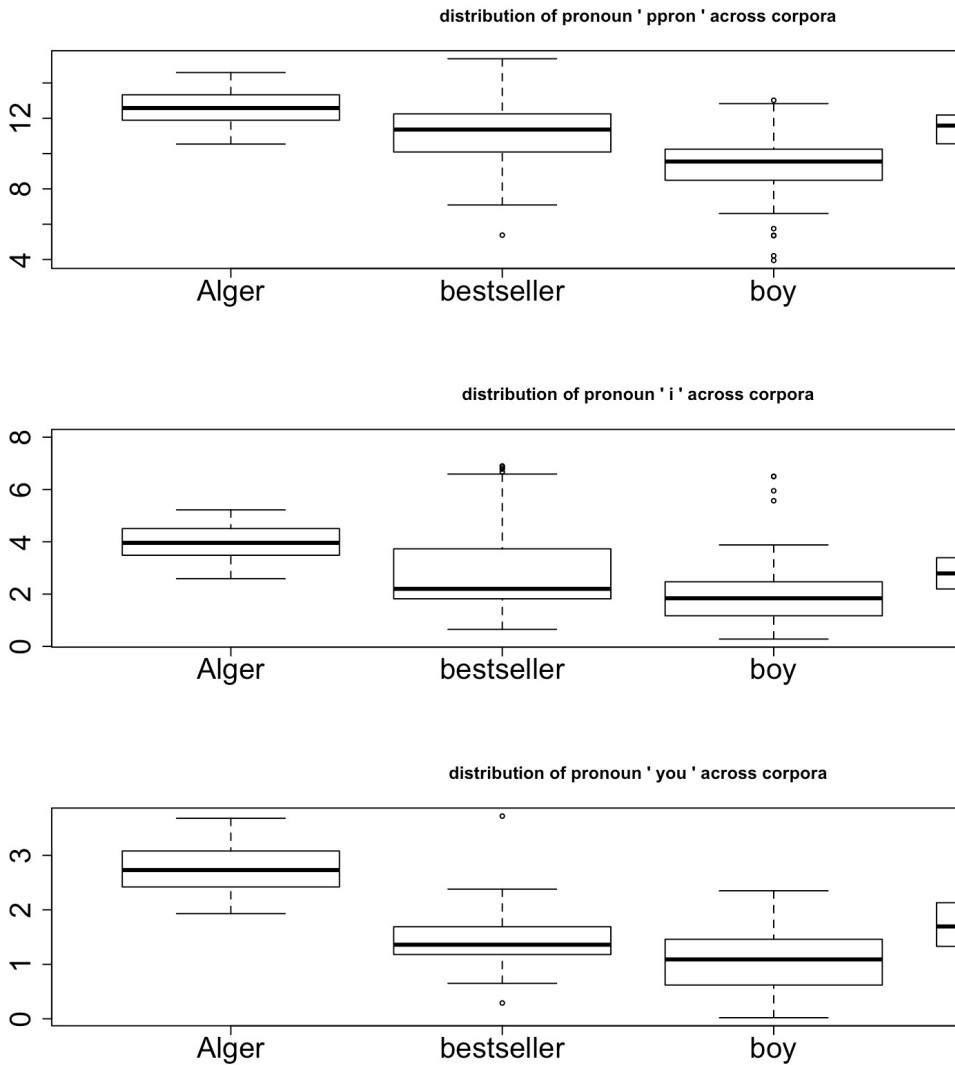 distribution of pronoun ' ppron ' across corpora
12
8
4
Alger bestseller boy
distribution of pronoun ' i ' across corpora
8
6
4
2
0
Alger bestseller boy
distribution of pronoun ' you ' across corpora
3
2
1
0
Alger bestseller boy